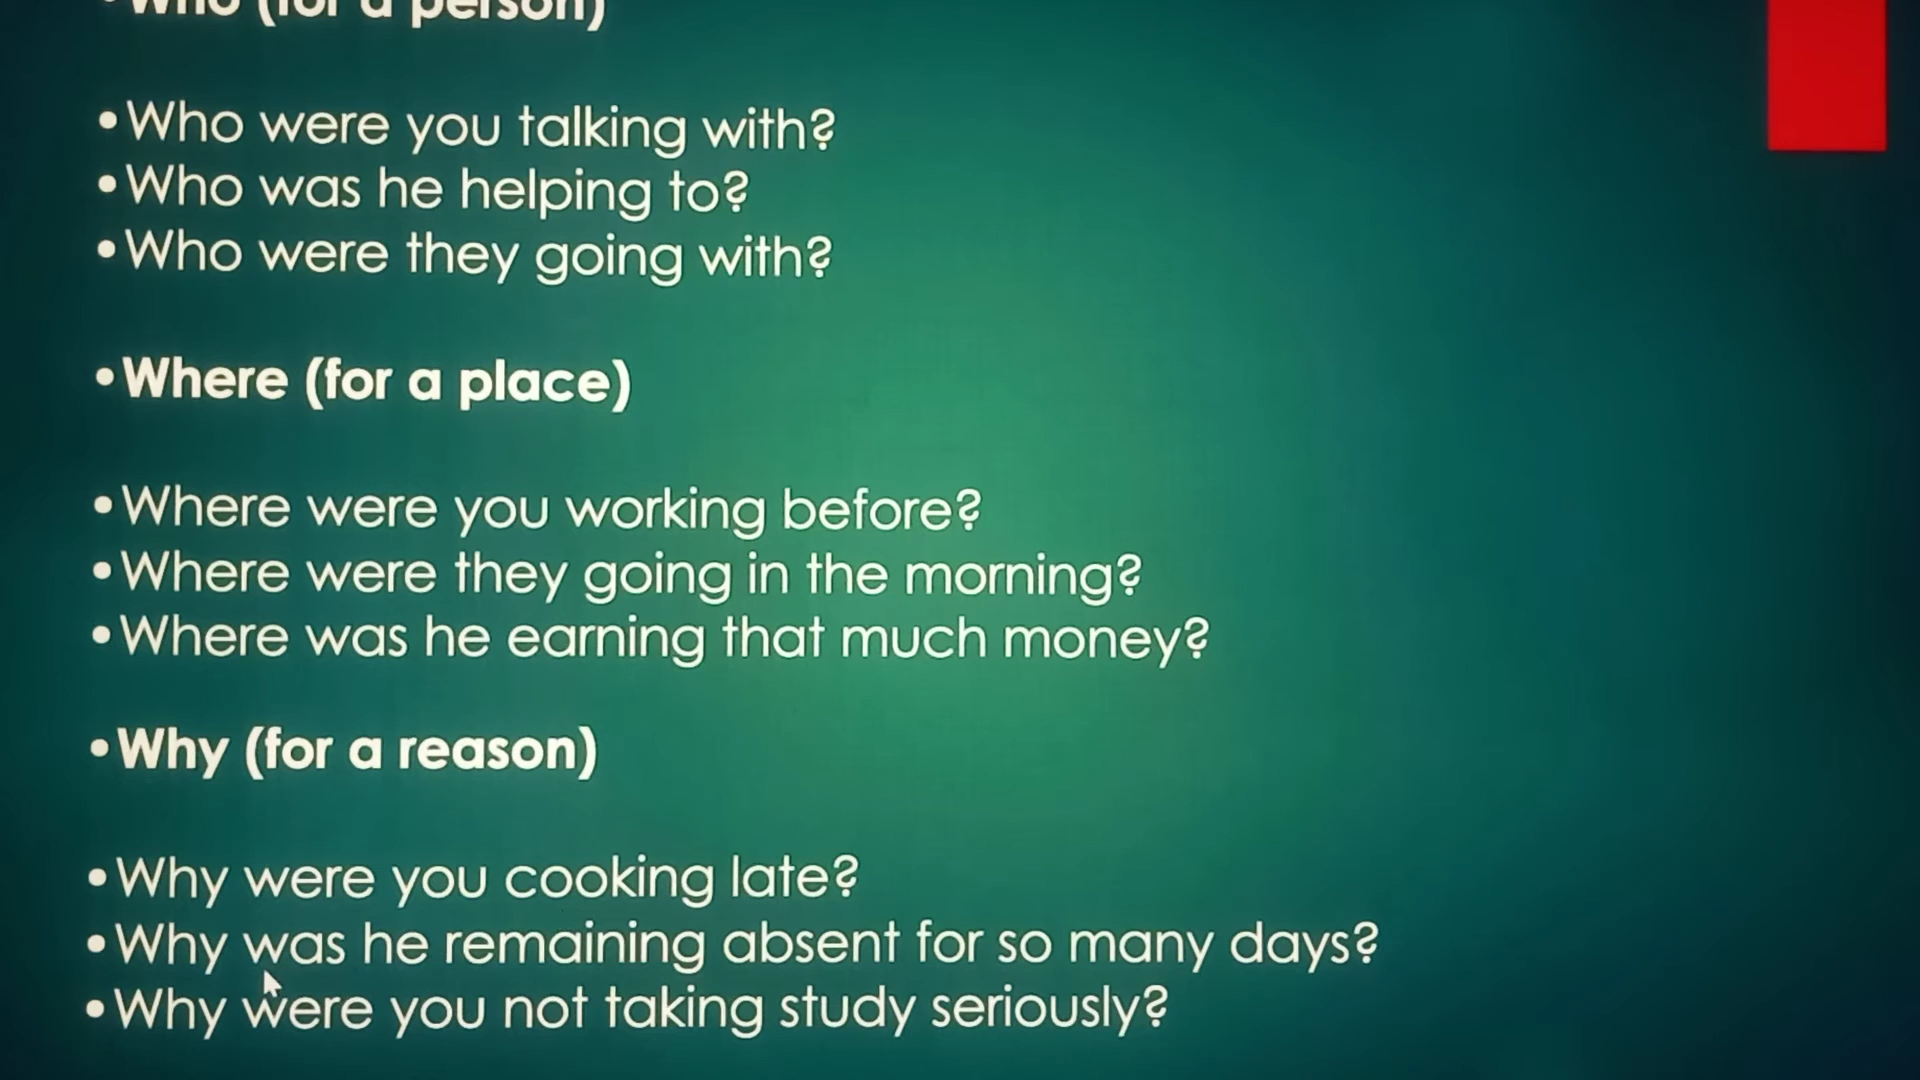 •Who (for a person)
•Who were you talking with?
•Who was he helping to?
•Who were they going with?
•Where (for a place)
•Where were you working before?
•Where were they going in the morning?
•Where was he earning that much money?
•Why (for a reason)
•Why were you cooking late?
•Why was he remaining absent for so many days?
•Why were you not taking study seriously?